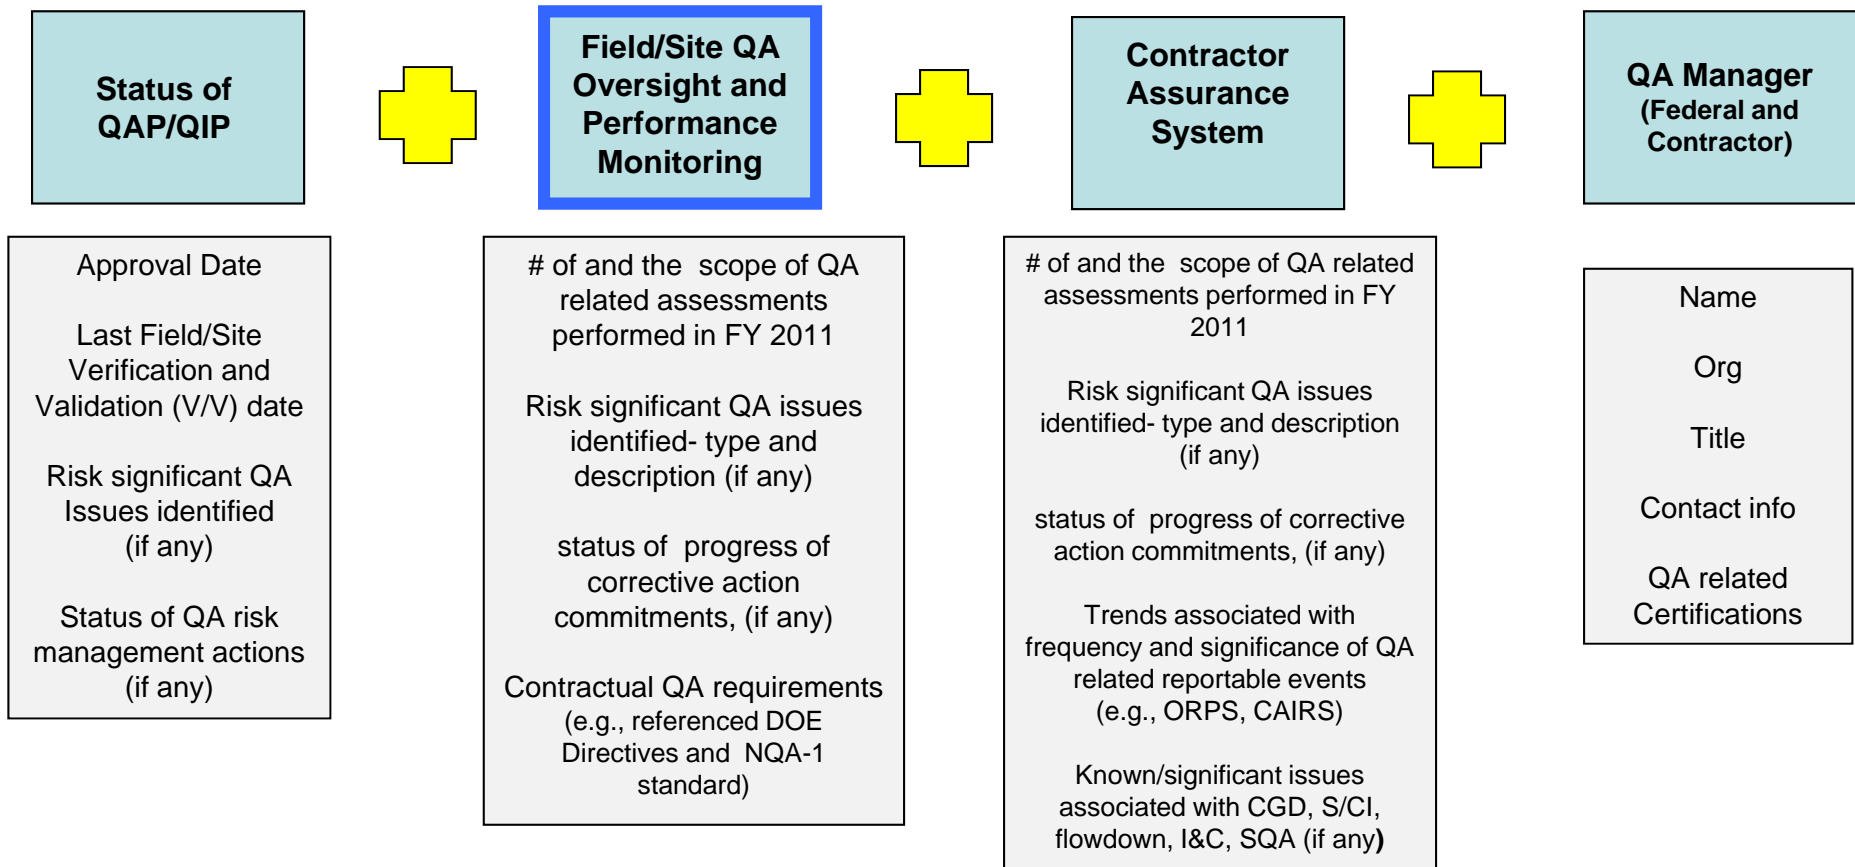 Status of
QAP/QIP
Field/Site QA
Oversight and
Performance
Monitoring
Contractor
Assurance
System
QA Manager
(Federal and
Contractor)
Approval Date
Last Field/Site
Verification and
Validation (V/V) date
Risk significant QA
Issues identified
(if any)
Status of QA risk
management actions
(if any)
# of and the  scope of QA
related assessments
performed in FY 2011
Risk significant QA issues
identified- type and
description (if any)
status of  progress of
corrective action
commitments, (if any)
Contractual QA requirements
(e.g., referenced DOE
Directives and  NQA-1
standard)
# of and the  scope of QA related
assessments performed in FY
2011
Risk significant QA issues
identified- type and description
(if any)
status of  progress of corrective
action commitments, (if any)
Trends associated with
frequency and significance of QA
related reportable events
(e.g., ORPS, CAIRS)
Known/significant issues
associated with CGD, S/CI,
flowdown, I&C, SQA (if any)
Name
Org
Title
Contact info
QA related
Certifications